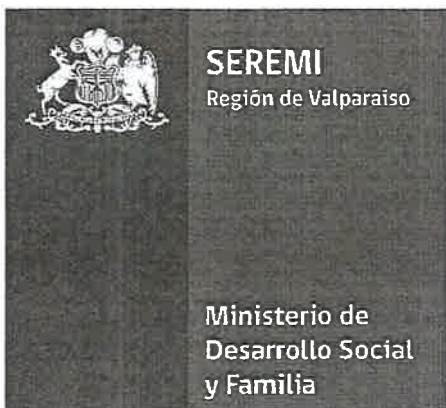 SEREMI
Región de Valparaíso
Ministerio de
Desarrollo Social
y Familia